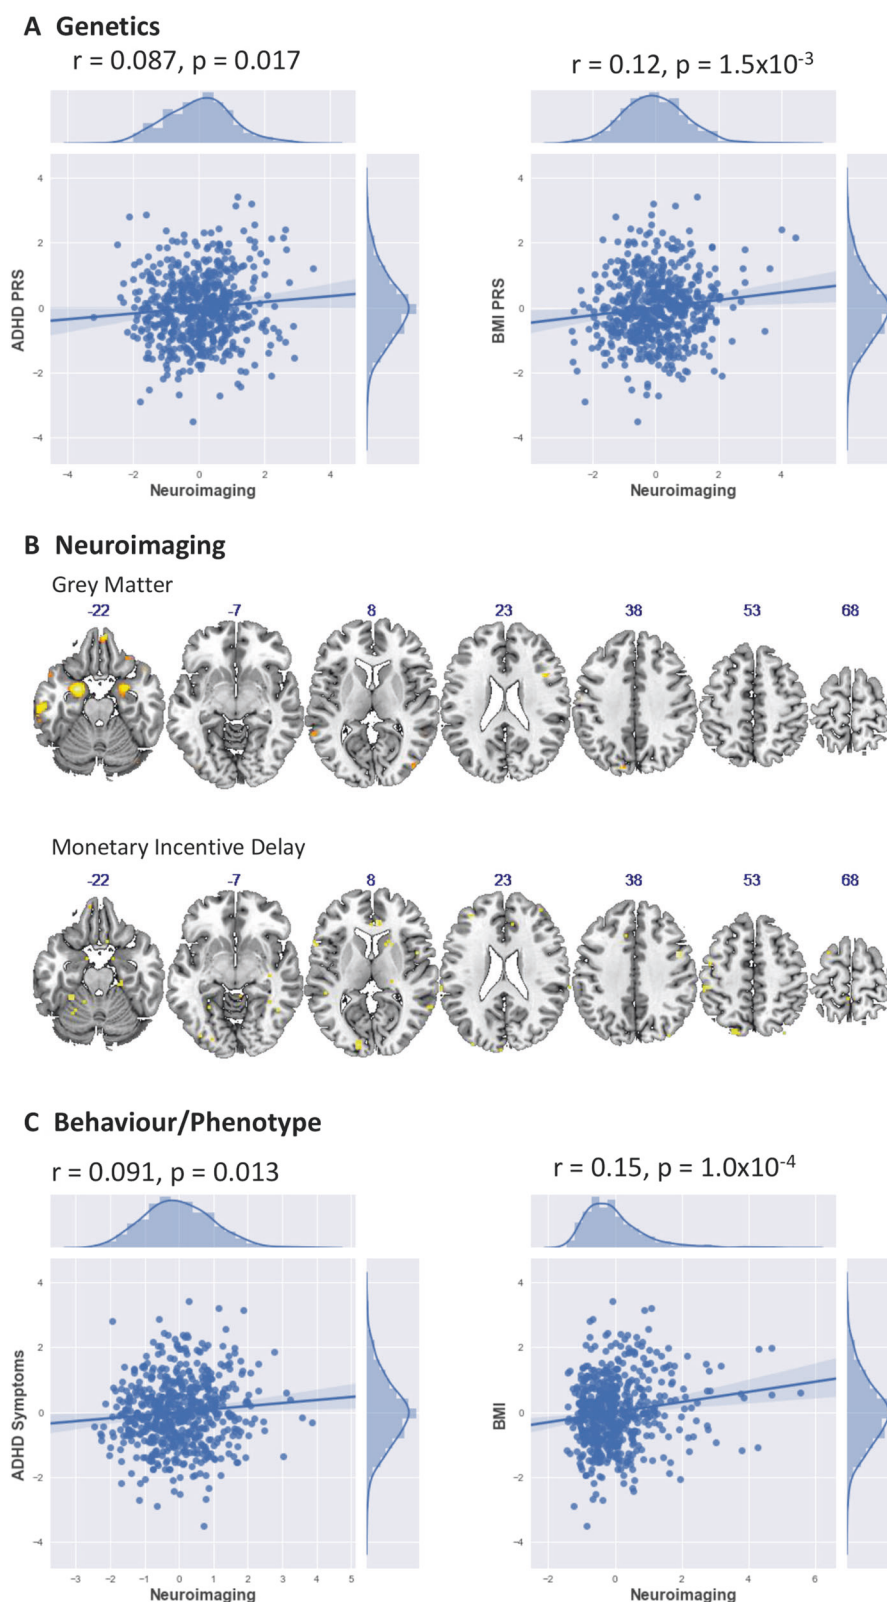 A Genetics
r = 0.087, p = 0.017
r = 0.12, p = 1.5x10⁻³
4
2
0
−2
−4
ADHD PRS
−4 −2 0 2 4
Neuroimaging
4
2
0
−2
−4
BMI PRS
−2 0 2 4
Neuroimaging
B Neuroimaging
Grey Matter
-22 -7 8 23 38 53 68
Monetary Incentive Delay
-22 -7 8 23 38 53 68
C Behaviour/Phenotype
r = 0.091, p = 0.013
r = 0.15, p = 1.0x10⁻⁴
4
2
0
−2
−4
ADHD Symptoms
−3 −2 −1 0 1 2 3 4 5
Neuroimaging
4
2
0
−2
−4
BMI
−2 0 2 4 6
Neuroimaging